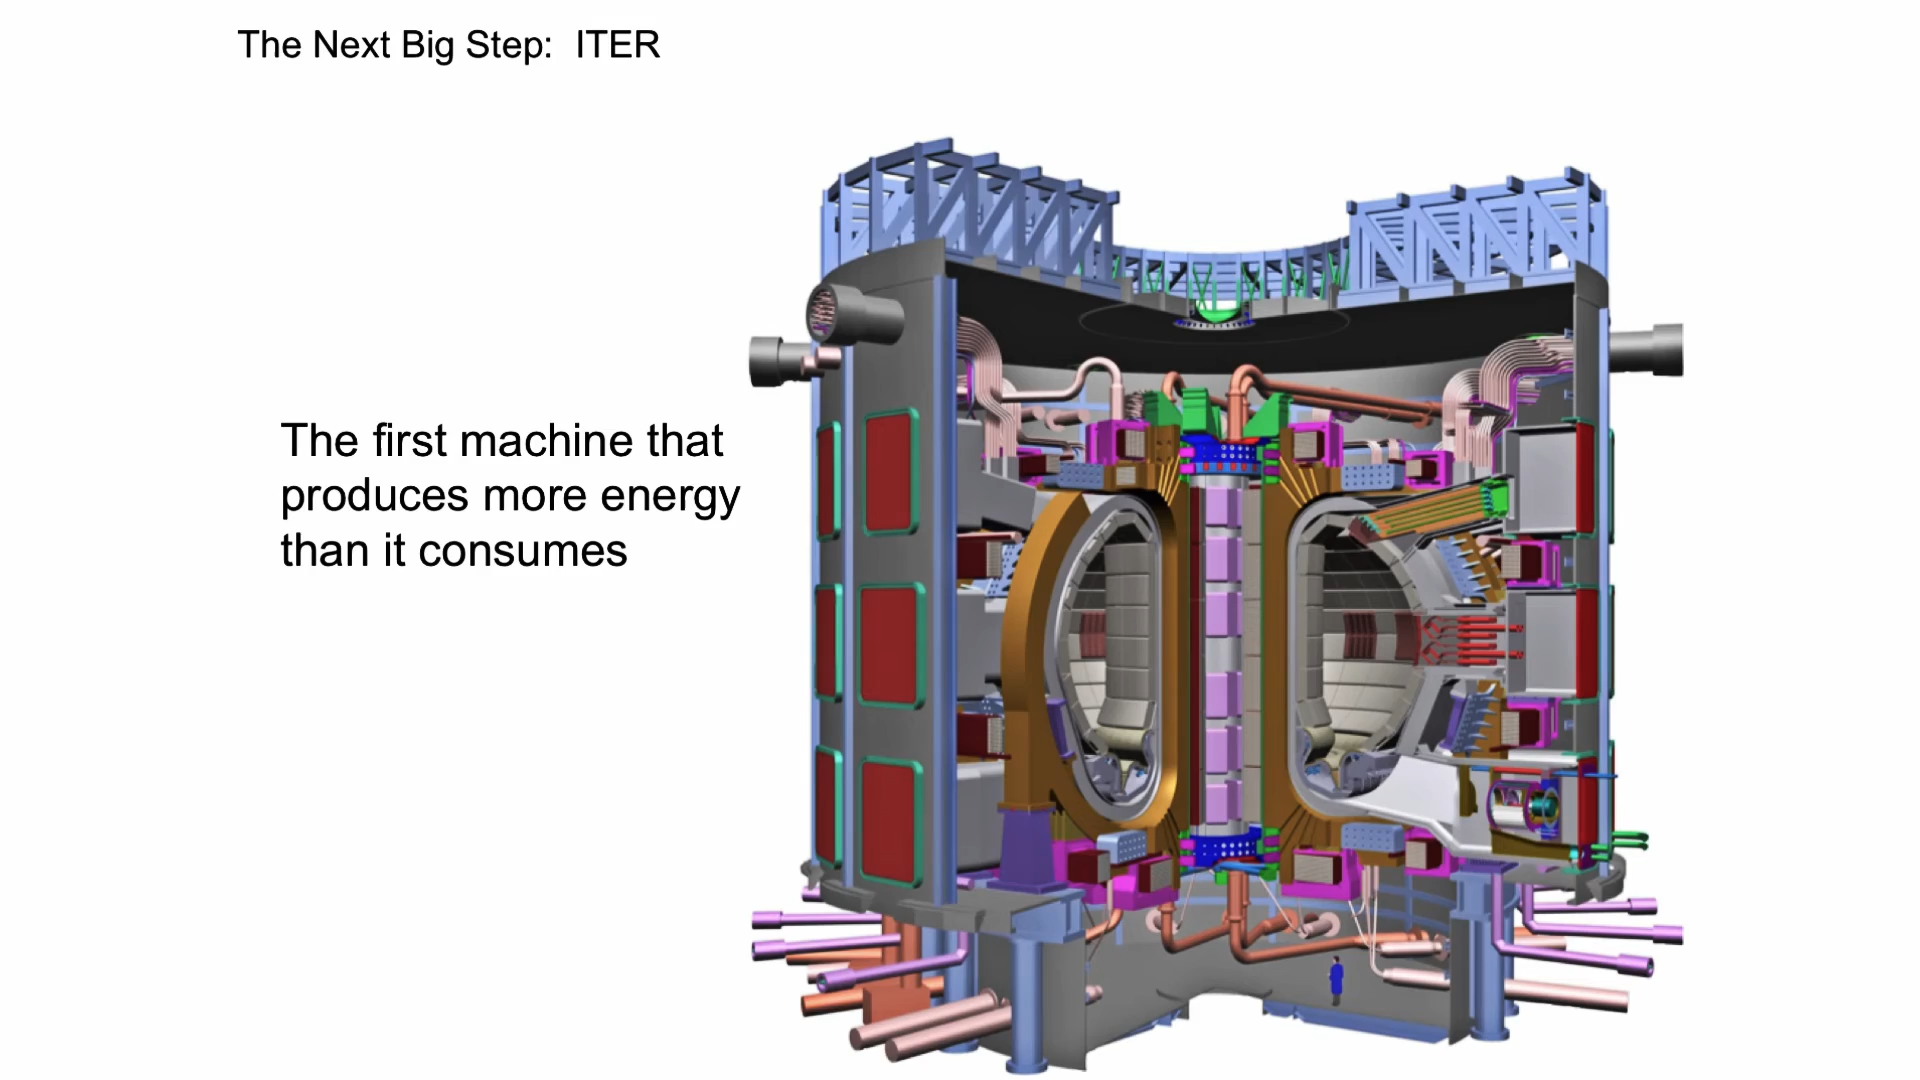 The Next Big Step:  ITER
The first machine that
produces more energy
than it consumes